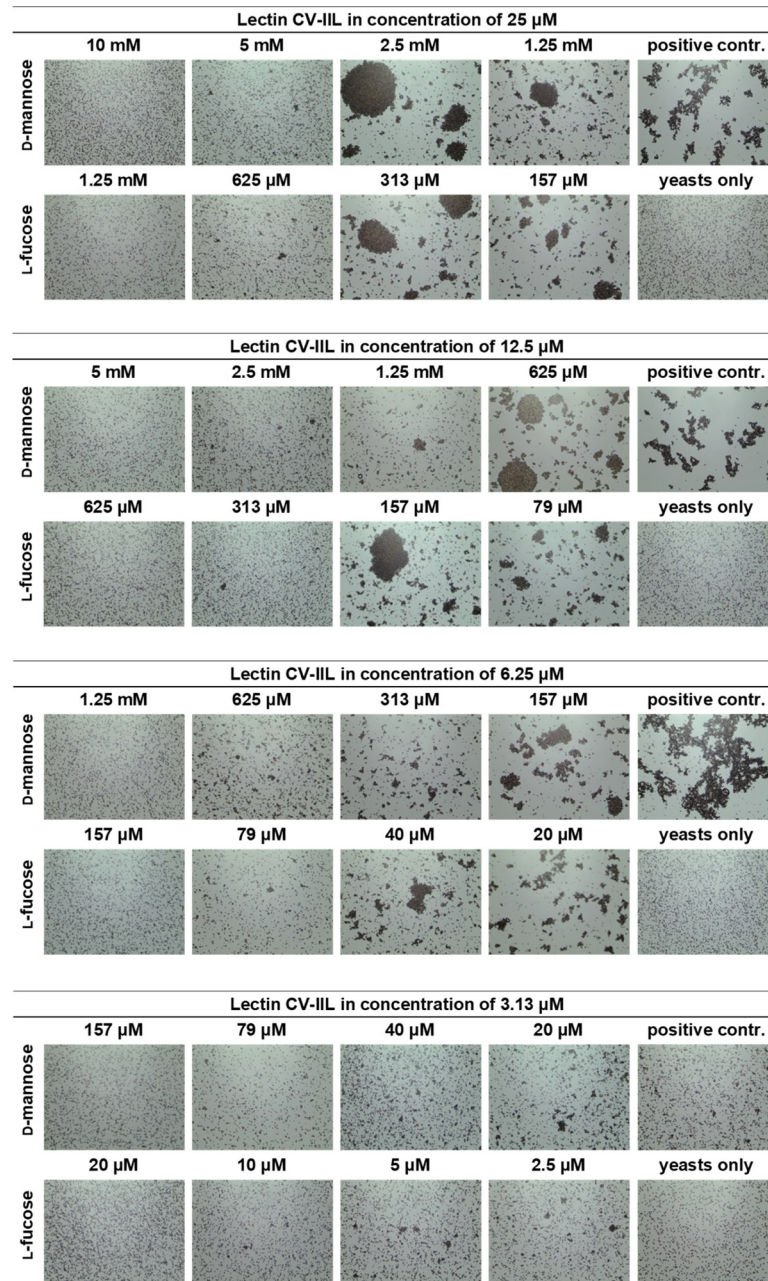 Lectin CV-IIL in concentration of 25 µM
10 mM 5 mM 2.5 mM 1.25 mM positive contr.
D-mannose
1.25 mM 625 µM 313 µM 157 µM yeasts only
L-fucose
Lectin CV-IIL in concentration of 12.5 µM
5 mM 2.5 mM 1.25 mM 625 µM positive contr.
D-mannose
625 µM 313 µM 157 µM 79 µM yeasts only
L-fucose
Lectin CV-IIL in concentration of 6.25 µM
1.25 mM 625 µM 313 µM 157 µM positive contr.
D-mannose
157 µM 79 µM 40 µM 20 µM yeasts only
L-fucose
Lectin CV-IIL in concentration of 3.13 µM
157 µM 79 µM 40 µM 20 µM positive contr.
D-mannose
20 µM 10 µM 5 µM 2.5 µM yeasts only
L-fucose